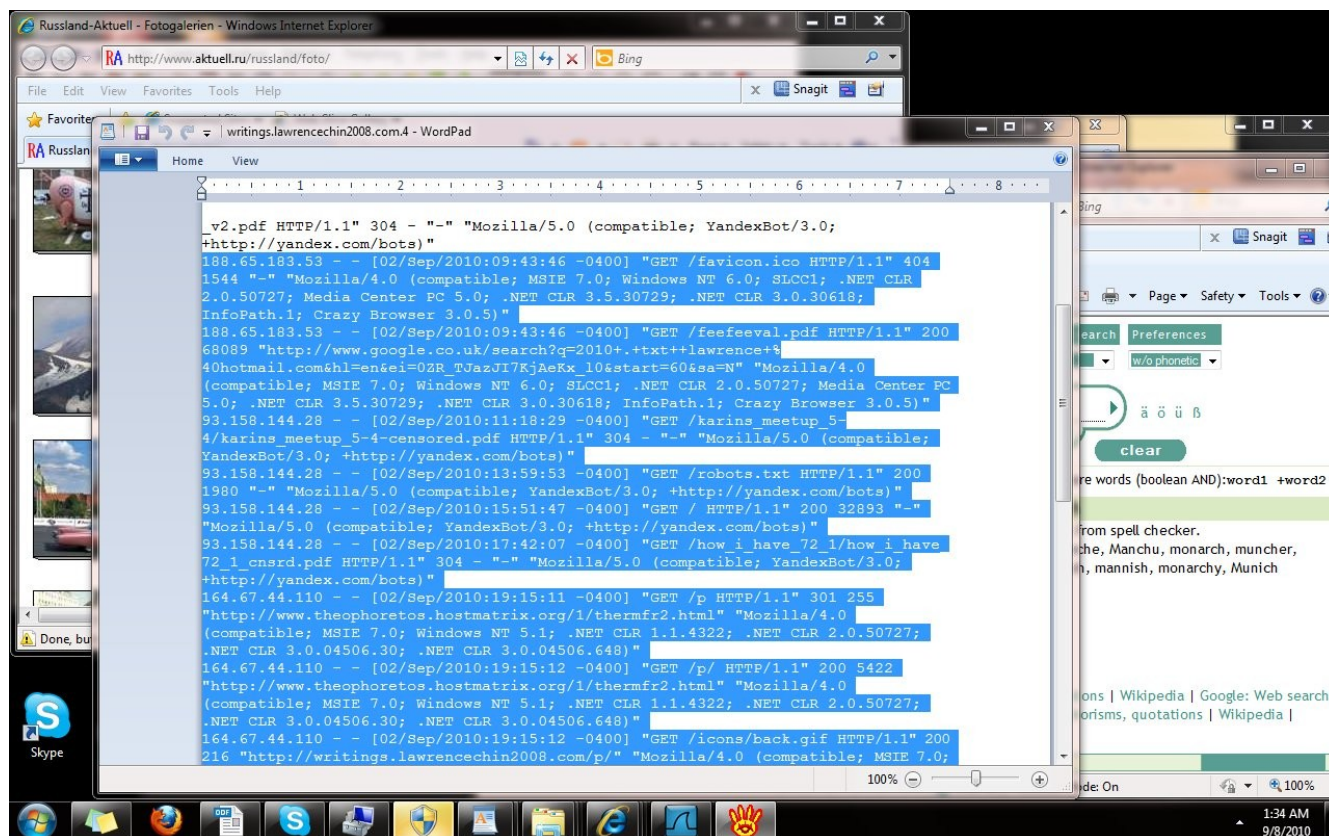 Russland-Aktuell - Fotogalerien - Windows Internet Explorer
RA http://www.aktuell.ru/russland/foto/
Bing
File Edit View Favorites Tools Help
x Snagit
Favorites
RA Russlan
writings.lawrencechin2008.com.4 - WordPad
Home View
1 2 3 4 5 6 7 8
_v2.pdf HTTP/1.1" 304 - "-" "Mozilla/5.0 (compatible; YandexBot/3.0;
+http://yandex.com/bots)"
188.65.183.53 - - [02/Sep/2010:09:43:46 -0400] "GET /favicon.ico HTTP/1.1" 404
1544 "-" "Mozilla/4.0 (compatible; MSIE 7.0; Windows NT 6.0; SLCC1; .NET CLR
2.0.50727; Media Center PC 5.0; .NET CLR 3.5.30729; .NET CLR 3.0.30618;
InfoPath.1; Crazy Browser 3.0.5)"
188.65.183.53 - - [02/Sep/2010:09:43:46 -0400] "GET /feefeeval.pdf HTTP/1.1" 200
68089 "http://www.google.co.uk/search?q=2010+.+txt++lawrence+%
40hotmail.com&hl=en&ei=0ZR_TJazJI7KjAeKx_l0&start=60&sa=N" "Mozilla/4.0
(compatible; MSIE 7.0; Windows NT 6.0; SLCC1; .NET CLR 2.0.50727; Media Center PC
5.0; .NET CLR 3.5.30729; .NET CLR 3.0.30618; InfoPath.1; Crazy Browser 3.0.5)"
93.158.144.28 - - [02/Sep/2010:11:18:29 -0400] "GET /karins_meetup_5-
4/karins_meetup_5-4-censored.pdf HTTP/1.1" 304 - "-" "Mozilla/5.0 (compatible;
YandexBot/3.0; +http://yandex.com/bots)"
93.158.144.28 - - [02/Sep/2010:13:59:53 -0400] "GET /robots.txt HTTP/1.1" 200
1980 "-" "Mozilla/5.0 (compatible; YandexBot/3.0; +http://yandex.com/bots)"
93.158.144.28 - - [02/Sep/2010:15:51:47 -0400] "GET / HTTP/1.1" 200 32893 "-"
"Mozilla/5.0 (compatible; YandexBot/3.0; +http://yandex.com/bots)"
93.158.144.28 - - [02/Sep/2010:17:42:07 -0400] "GET /how_i_have_72_1/how_i_have_
72_1_cnsrd.pdf HTTP/1.1" 304 - "-" "Mozilla/5.0 (compatible; YandexBot/3.0;
+http://yandex.com/bots)"
164.67.44.110 - - [02/Sep/2010:19:15:11 -0400] "GET /p HTTP/1.1" 301 255
"http://www.theophoretos.hostmatrix.org/1/thermfr2.html" "Mozilla/4.0
(compatible; MSIE 7.0; Windows NT 5.1; .NET CLR 1.1.4322; .NET CLR 2.0.50727;
.NET CLR 3.0.04506.30; .NET CLR 3.0.04506.648)"
164.67.44.110 - - [02/Sep/2010:19:15:12 -0400] "GET /p/ HTTP/1.1" 200 5422
"http://www.theophoretos.hostmatrix.org/1/thermfr2.html" "Mozilla/4.0
(compatible; MSIE 7.0; Windows NT 5.1; .NET CLR 1.1.4322; .NET CLR 2.0.50727;
.NET CLR 3.0.04506.30; .NET CLR 3.0.04506.648)"
164.67.44.110 - - [02/Sep/2010:19:15:12 -0400] "GET /icons/back.gif HTTP/1.1" 200
216 "http://writings.lawrencechin2008.com/p/" "Mozilla/4.0 (compatible; MSIE 7.0;
100%
Done, bu
Skype
Bing
x Snagit
Page Safety Tools
earch Preferences
w/o phonetic
ä ö ü ß
clear
re words (boolean AND):word1 +word2
from spell checker.
che, Manchu, monarch, muncher,
n, mannish, monarchy, Munich
ons | Wikipedia | Google: Web search
orisms, quotations | Wikipedia |
ode: On
100%
1:34 AM
9/8/2010